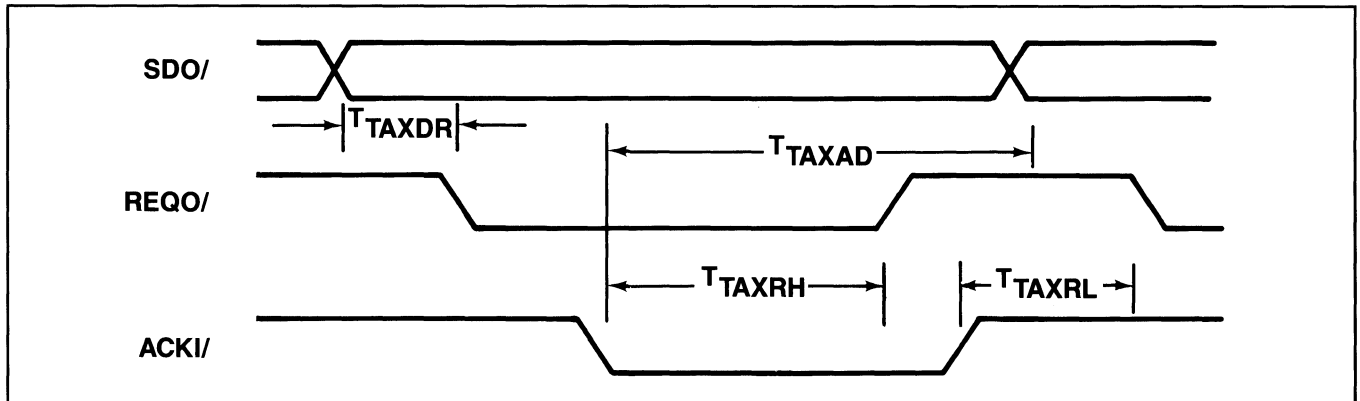 SDO/
TTAXDR
TTAXAD
REQO/
TTAXRH
TTAXRL
ACKI/